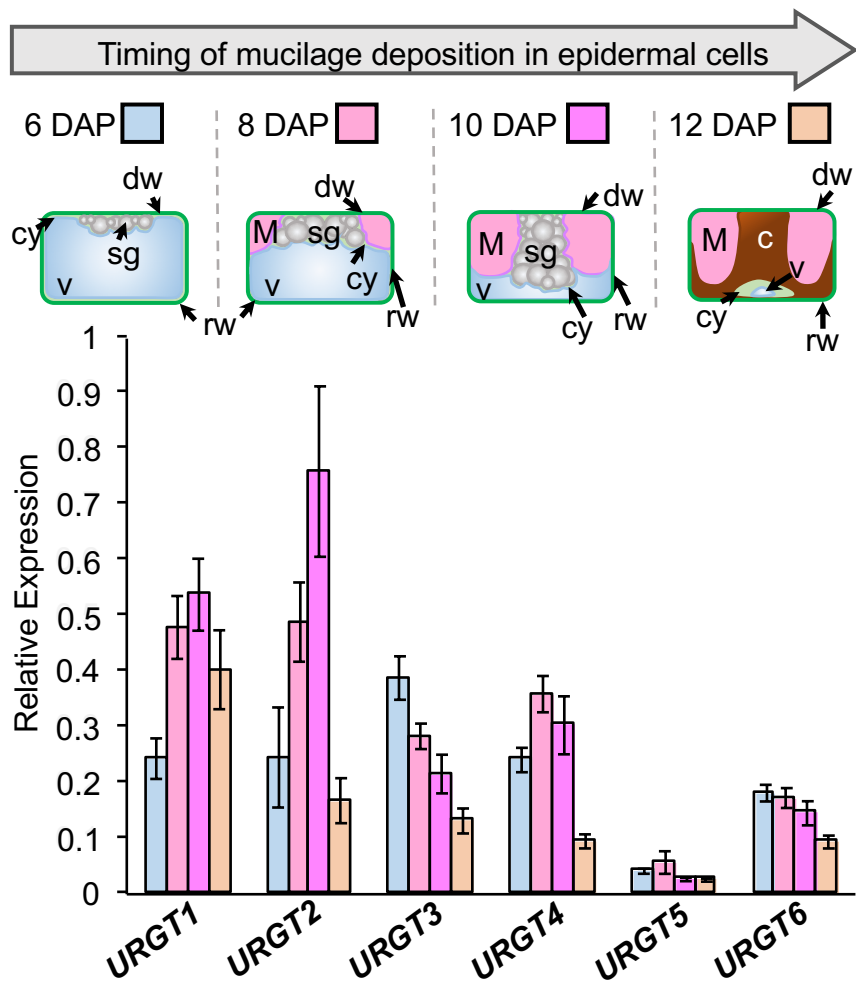 Timing of mucilage deposition in epidermal cells
6 DAP
8 DAP
10 DAP
12 DAP
dw
cy
sg
v
rw
dw
M
sg
v
cy
rw
dw
M
sg
v
cy
rw
dw
M
c
v
cy
rw
Relative Expression
1
0.9
0.8
0.7
0.6
0.5
0.4
0.3
0.2
0.1
0
URGT1
URGT2
URGT3
URGT4
URGT5
URGT6